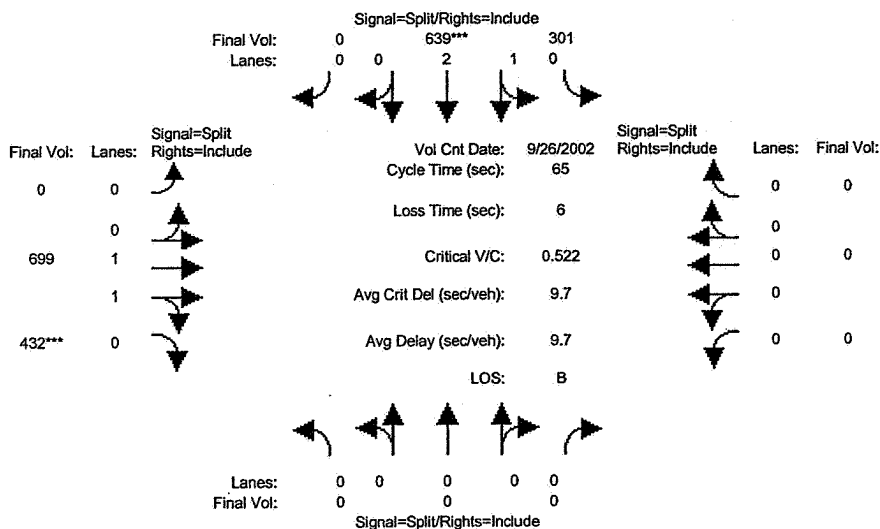 Signal=Split/Rights=Include
Final Vol: 0 639*** 301
Lanes: 0 0 2 1 0
Signal=Split
Final Vol: Lanes: Rights=Include
Vol Cnt Date: 9/26/2002
Signal=Split
Rights=Include Lanes: Final Vol:
Cycle Time (sec): 65
0 0
0 0
Loss Time (sec): 6
0
0
699 1
Critical V/C: 0.522
0 0
1
Avg Crit Del (sec/veh): 9.7
0
432*** 0
Avg Delay (sec/veh): 9.7
0 0
LOS: B
Lanes: 0 0 0 0 0
Final Vol: 0 0 0
Signal=Split/Rights=Include